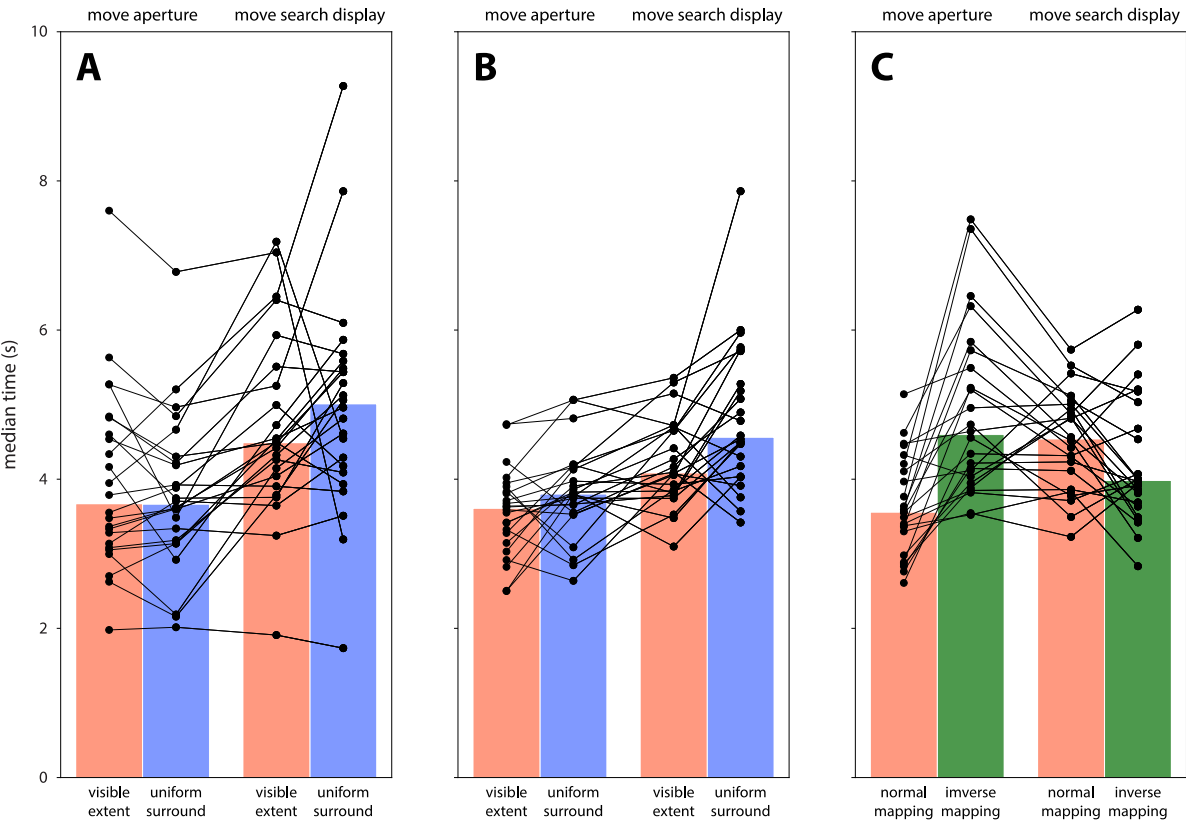 move aperture move search display move aperture move search display move aperture move search display
10
A B C
8
6
median time (s)
4
2
0
visible uniform visible uniform visible uniform visible uniform normal imverse normal inverse
extent surround extent surround extent surround extent surround mapping mapping mapping mapping